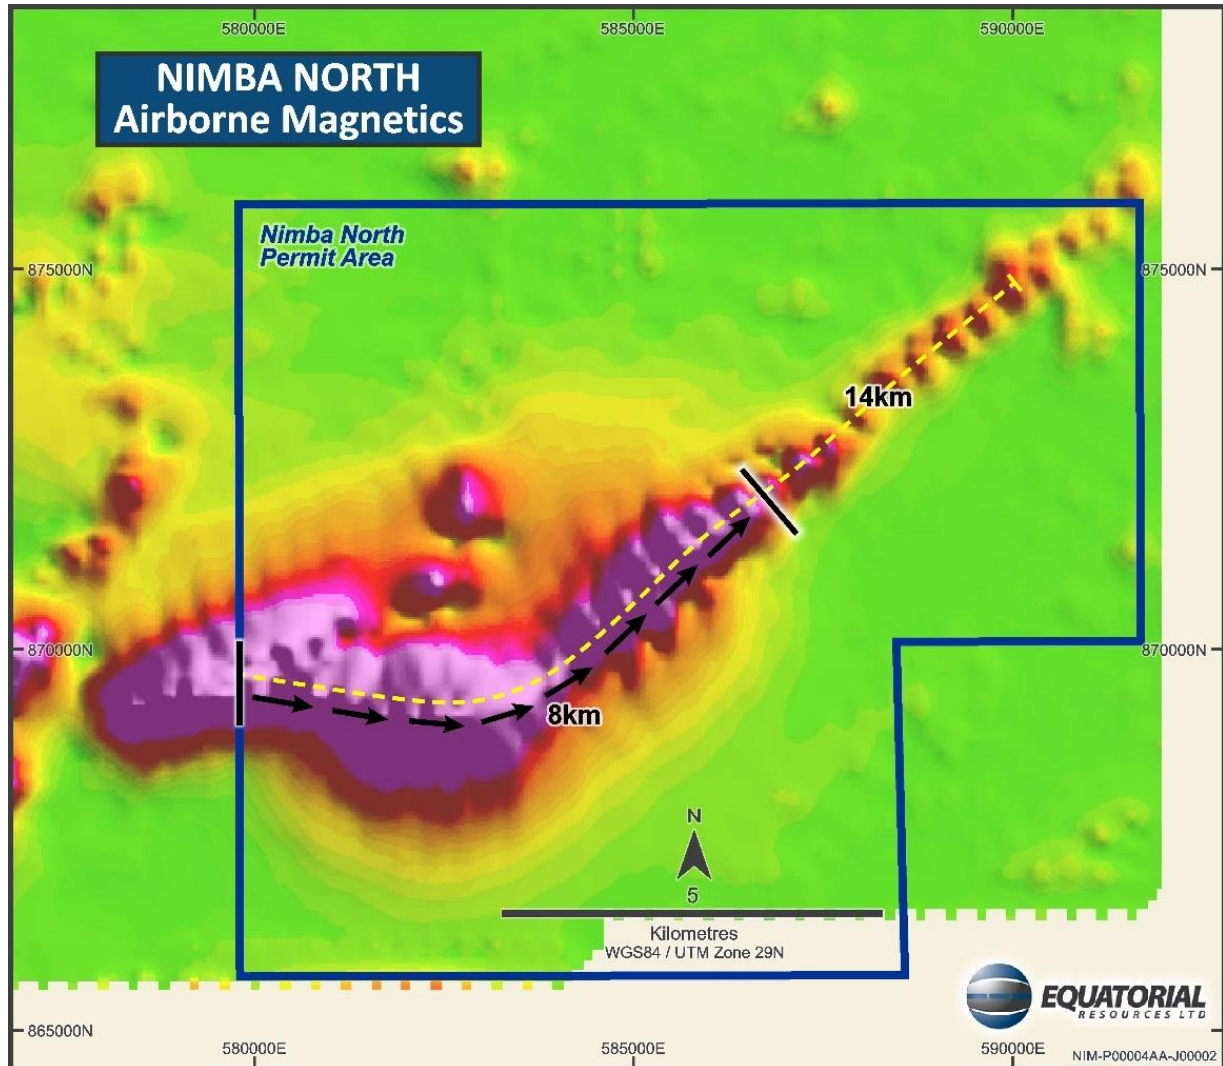 580000E
585000E
590000E
NIMBA NORTH
Airborne Magnetics
Nimba North
Permit Area
875000N
875000N
14km
870000N
870000N
8km
N
5
Kilometres
WGS84 / UTM Zone 29N
EQUATORIAL
RESOURCES LTD
865000N
580000E
585000E
590000E
NIM-P00004AA-J00002